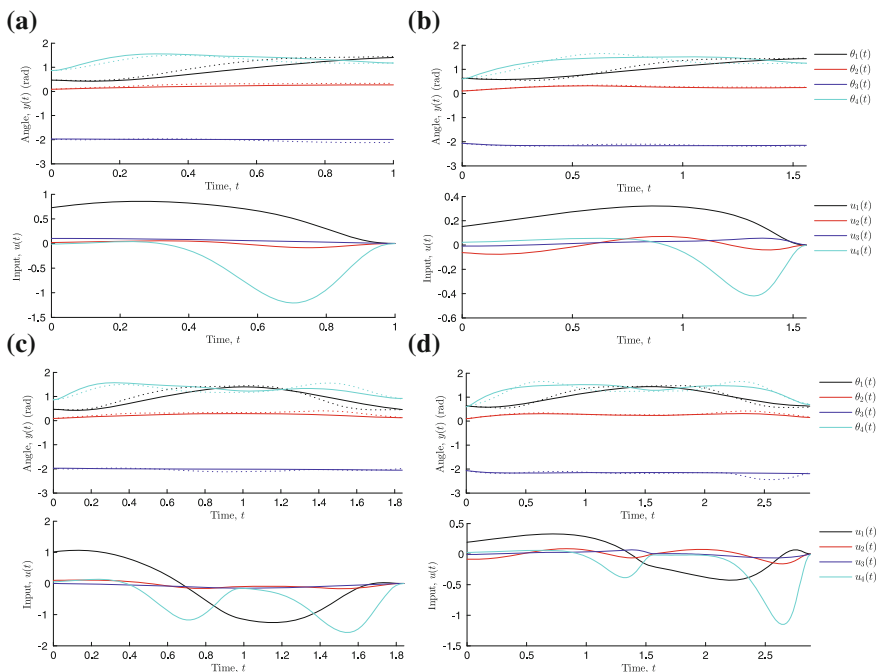 (a)
2
1
0
-1
-2
-3
Angle, y(t) (rad)
0 0.2 0.4 0.6 0.8 1
Time, t
1
0.5
0
-0.5
-1
-1.5
Input, u(t)
0 0.2 0.4 0.6 0.8 1
(b)
2
1
0
-1
-2
-3
Angle, y(t) (rad)
0 0.5 1 1.5
Time, t
θ₁(t)
θ₂(t)
θ₃(t)
θ₄(t)
0.4
0.2
0
-0.2
-0.4
-0.6
Input, u(t)
0 0.5 1 1.5
Time, t
u₁(t)
u₂(t)
u₃(t)
u₄(t)
(c)
2
1
0
-1
-2
-3
Angle, y(t) (rad)
0 0.2 0.4 0.6 0.8 1 1.2 1.4 1.6 1.8
Time, t
2
1
0
-1
-2
Input, u(t)
0 0.2 0.4 0.6 0.8 1 1.2 1.4 1.6 1.8
Time, t
(d)
2
1
0
-1
-2
-3
Angle, y(t) (rad)
0 0.5 1 1.5 2 2.5
Time, t
θ₁(t)
θ₂(t)
θ₃(t)
θ₄(t)
0.5
0
-0.5
-1
-1.5
Input, u(t)
0 0.5 1 1.5 2 2.5
Time, t
u₁(t)
u₂(t)
u₃(t)
u₄(t)